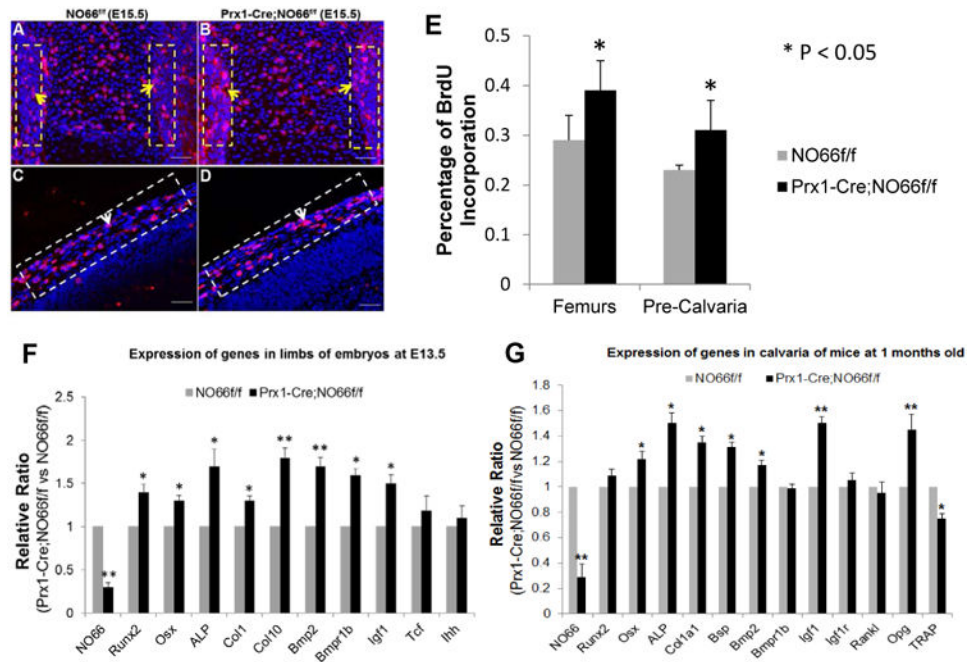 NO66f/f (E15.5)
Prx1-Cre;NO66f/f (E15.5)
A
B
C
D
E
0.5
0.4
0.3
0.2
0.1
0
Percentage of BrdU
Incorporation
*
*
* P < 0.05
NO66f/f
Prx1-Cre;NO66f/f
Femurs
Pre-Calvaria
F
Expression of genes in limbs of embryos at E13.5
NO66f/f
Prx1-Cre;NO66f/f
Relative Ratio
(Prx1-Cre;NO66f/f vs NO66f/f)
2.5
2
1.5
1
0.5
0
**
*
*
*
*
**
**
*
*
NO66
Runx2
Osx
ALP
Col1
Col10
Bmp2
Bmpr1b
Igf1
Tcf
Ihh
G
Expression of genes in calvaria of mice at 1 months old
NO66f/f
Prx1-Cre;NO66f/f
Relative Ratio
(Prx1-Cre;NO66f/f vs NO66f/f)
1.8
1.6
1.4
1.2
1
0.8
0.6
0.4
0.2
0
**
*
*
*
*
*
**
**
*
NO66
Runx2
Osx
ALP
Col1a1
Bsp
Bmp2
Bmpr1b
Igf1
Igf1r
Rankl
Opg
TRAP